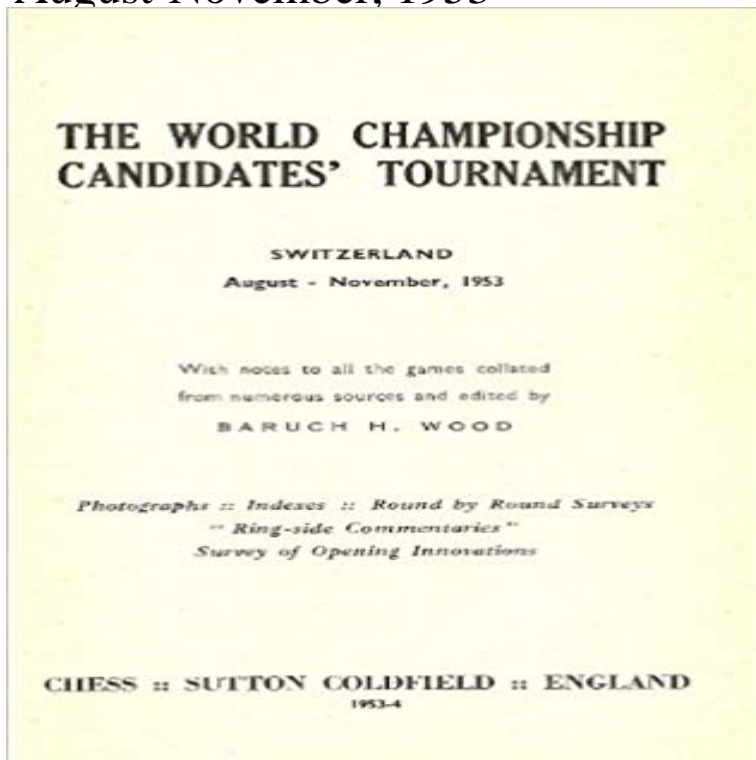 August-November, 1953
THE WORLD CHAMPIONSHIP
CANDIDATES' TOURNAMENT
SWITZERLAND
August - November, 1953
With notes to all the games collated
from numerous sources and edited by
BARUCH H. WOOD
Photographs :: Indexes :: Round by Round Surveys
"Ring-side Commentaries"
Survey of Opening Innovations
CHESS :: SUTTON COLDFIELD :: ENGLAND
1953-4